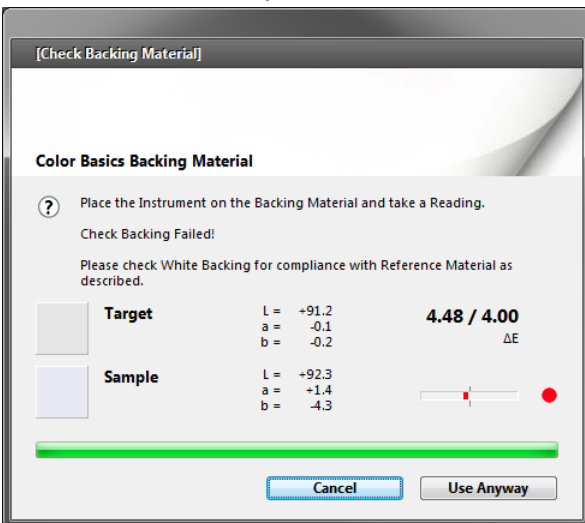 [Check Backing Material]
Color Basics Backing Material
? Place the Instrument on the Backing Material and take a Reading.
Check Backing Failed!
Please check White Backing for compliance with Reference Material as
described.
Target L = +91.2 4.48 / 4.00
a = -0.1 ΔE
b = -0.2
Sample L = +92.3
a = +1.4
b = -4.3
Cancel Use Anyway